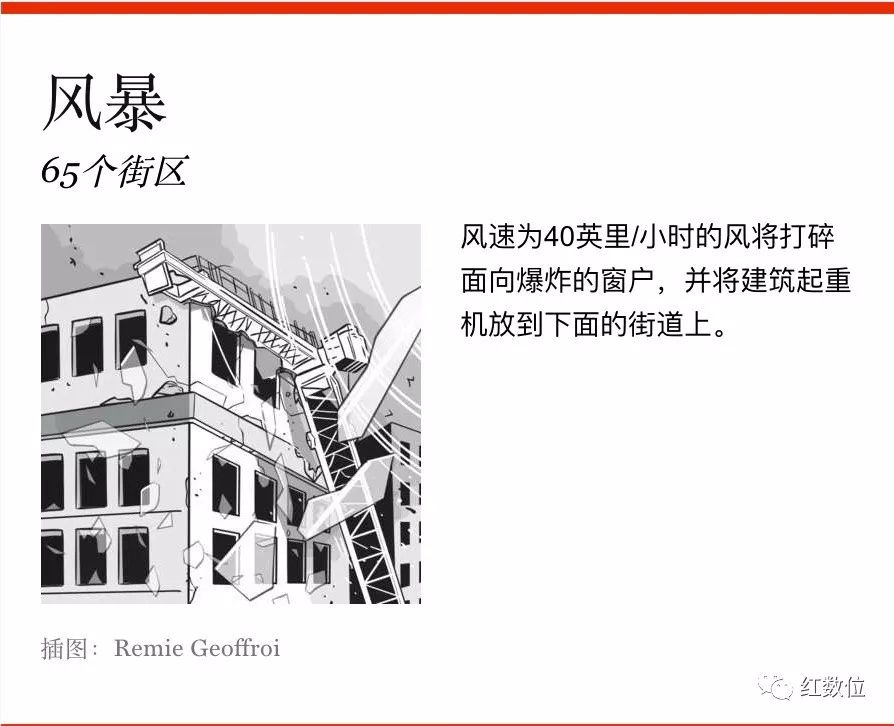 风暴
65个街区
风速为40英里/小时的风将打碎
面向爆炸的窗户，并将建筑起重
机放到下面的街道上。
插图：Remie Geoffroi
红数位